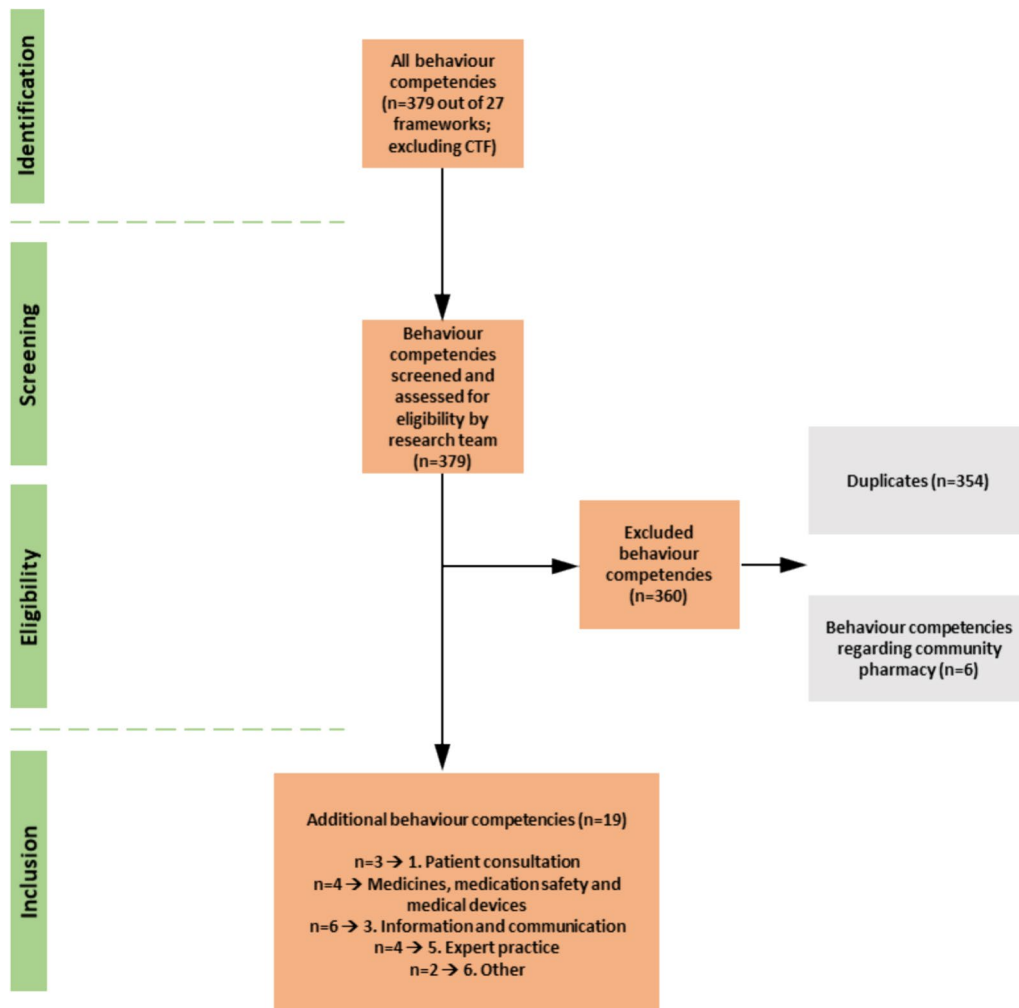 Identification
All behaviour
competencies
(n=379 out of 27
frameworks;
excluding CTF)
Screening
Behaviour
competencies
screened and
assessed for
eligibility by
research team
(n=379)
Eligibility
Excluded
behaviour
competencies
(n=360)
Duplicates (n=354)
Behaviour competencies
regarding community
pharmacy (n=6)
Inclusion
Additional behaviour competencies (n=19)
n=3 → 1. Patient consultation
n=4 → Medicines, medication safety and
medical devices
n=6 → 3. Information and communication
n=4 → 5. Expert practice
n=2 → 6. Other